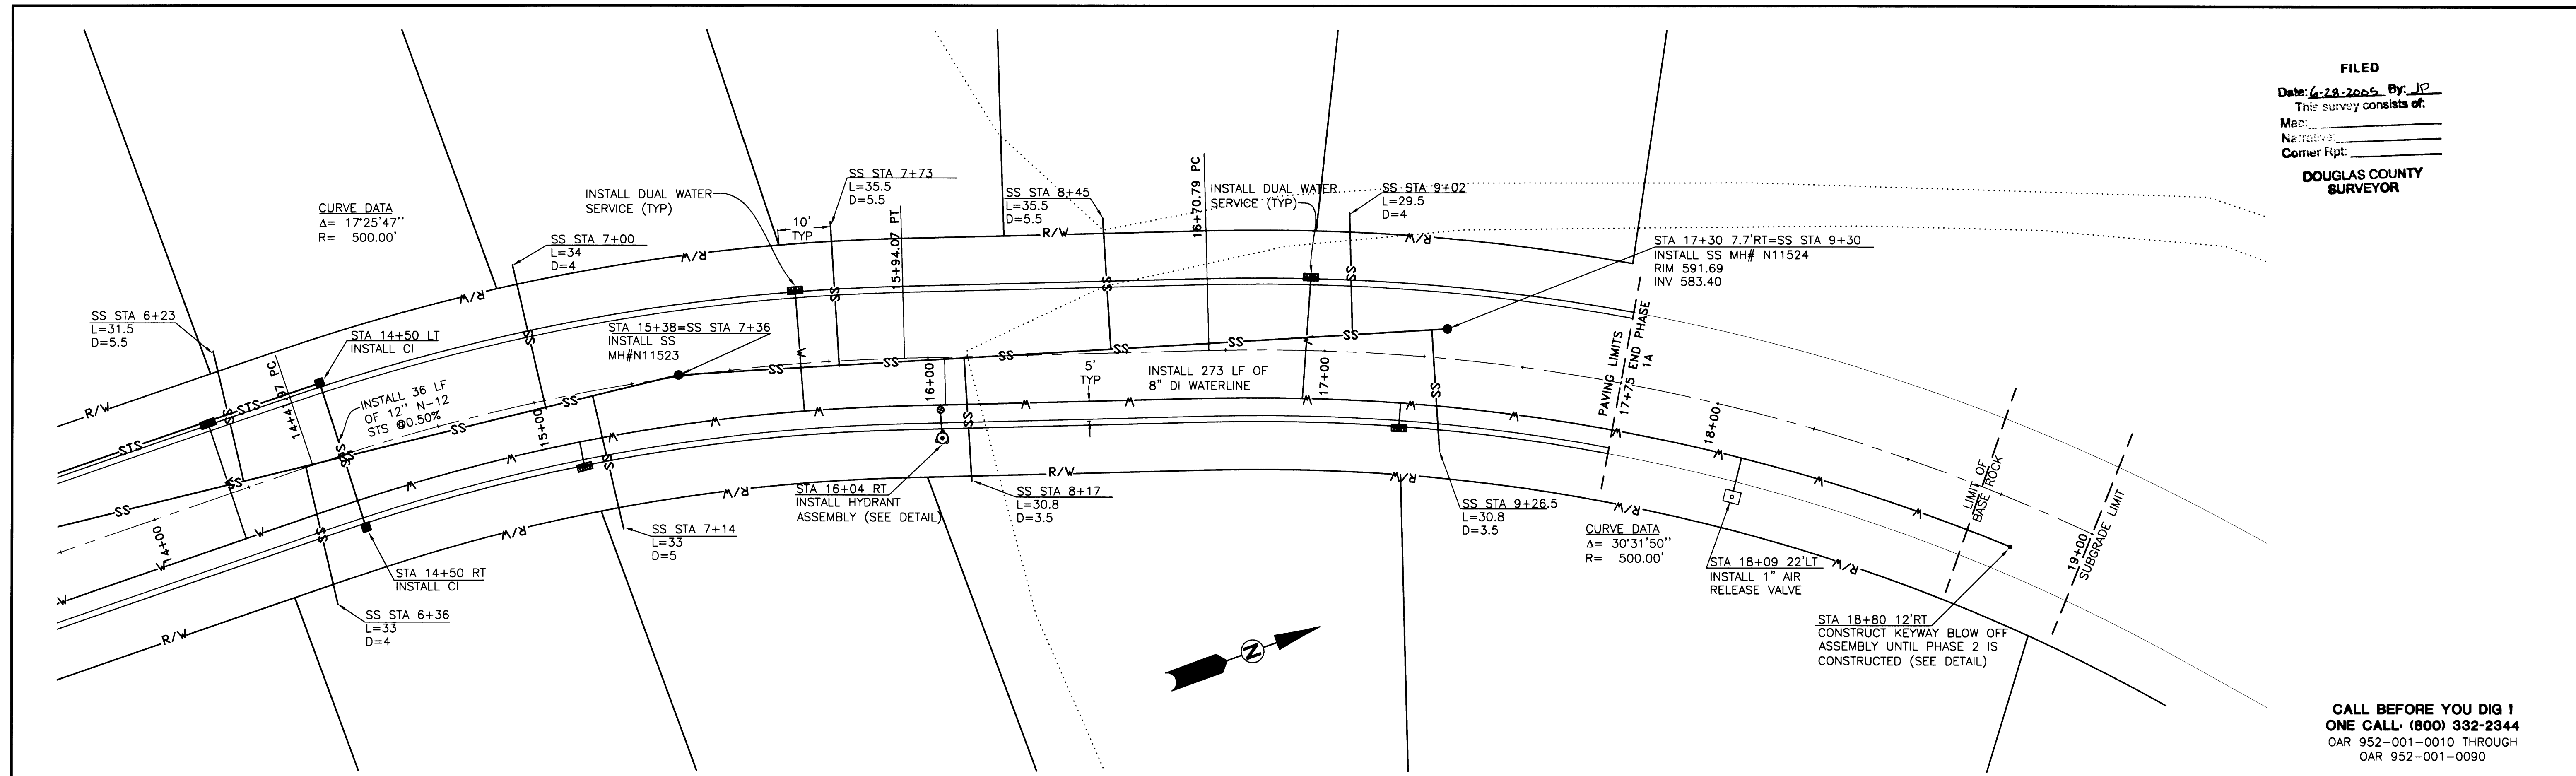 FILED
Date: 6-28-2005 By: JP
This survey consists of:
Map:
Narrative:
Corner Rpt:
DOUGLAS COUNTY
SURVEYOR
CURVE DATA
Δ= 17°25'47''
R= 500.00'
INSTALL DUAL WATER
SERVICE (TYP)
10'
TYP
SS STA 7+73
L=35.5
D=5.5
15+94.07 PT
SS STA 8+45
L=35.5
D=5.5
16+70.79 PC
INSTALL DUAL WATER
SERVICE (TYP)
SS STA 9+02
L=29.5
D=4
STA 17+30 7.7'RT=SS STA 9+30
INSTALL SS MH# N11524
RIM 591.69
INV 583.40
SS STA 7+00
L=34
D=4
SS STA 6+23
L=31.5
D=5.5
STA 14+50 LT
INSTALL CI
14+41.97 PC
INSTALL 36 LF
OF 12" N-12
STS @0.50%
STA 15+38=SS STA 7+36
INSTALL SS
MH#N11523
R/W
R/W
R/W
R/W
R/W
STS
STS
SS
SS
SS
SS
SS
SS
SS
SS
SS
SS
W
W
W
W
W
W
14+00
15+00
16+00
17+00
18+00
19+00
5'
TYP
INSTALL 273 LF OF
8" DI WATERLINE
PAVING LIMITS
17+75 END PHASE
1A
LIMIT OF
BASE ROCK
SUBGRADE LIMIT
R/W
R/W
R/W
R/W
R/W
R/W
R/W
STA 16+04 RT
INSTALL HYDRANT
ASSEMBLY (SEE DETAIL)
SS STA 8+17
L=30.8
D=3.5
SS STA 9+26.5
L=30.8
D=3.5
CURVE DATA
Δ= 30°31'50''
R= 500.00'
SS STA 7+14
L=33
D=5
STA 14+50 RT
INSTALL CI
SS STA 6+36
L=33
D=4
STA 18+09 22'LT
INSTALL 1" AIR
RELEASE VALVE
STA 18+80 12'RT
CONSTRUCT KEYWAY BLOW OFF
ASSEMBLY UNTIL PHASE 2 IS
CONSTRUCTED (SEE DETAIL)
N
CALL BEFORE YOU DIG !
ONE CALL: (800) 332-2344
OAR 952-001-0010 THROUGH
OAR 952-001-0090